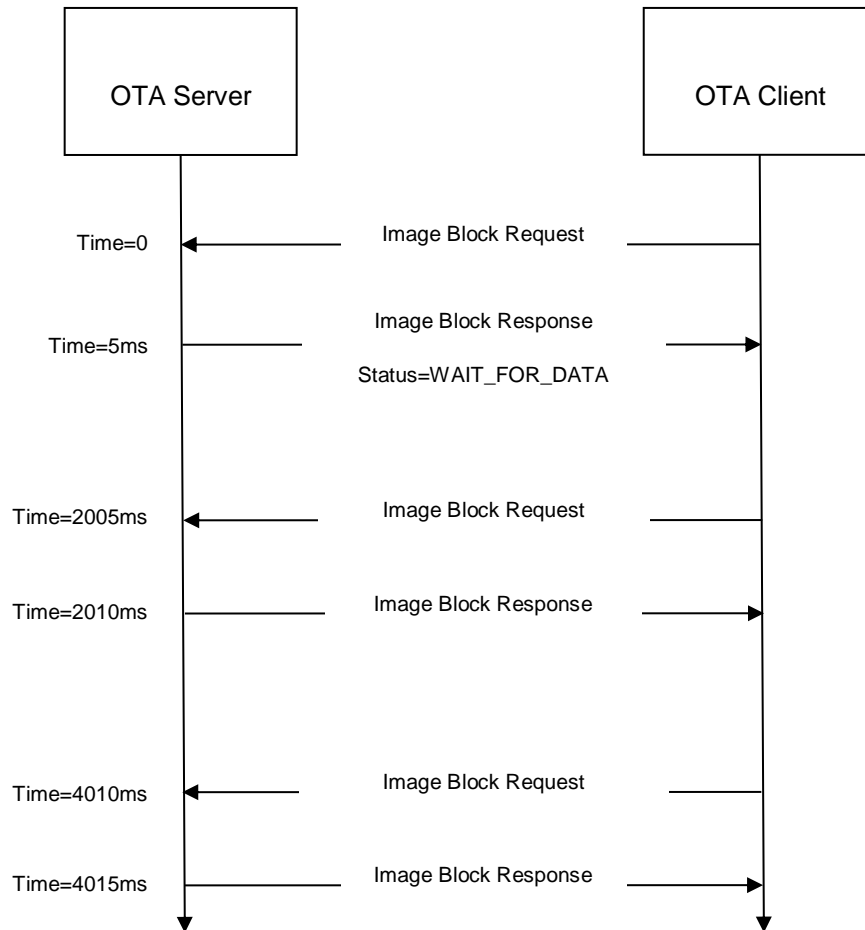 OTA Server
OTA Client
Time=0
Image Block Request
Time=5ms
Image Block Response
Status=WAIT_FOR_DATA
Time=2005ms
Image Block Request
Time=2010ms
Image Block Response
Time=4010ms
Image Block Request
Time=4015ms
Image Block Response